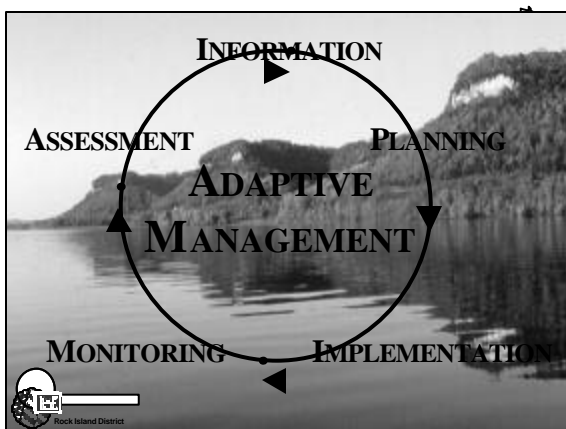 INFORMATION
ASSESSMENT
PLANNING
ADAPTIVE
MANAGEMENT
MONITORING
IMPLEMENTATION
Rock Island District